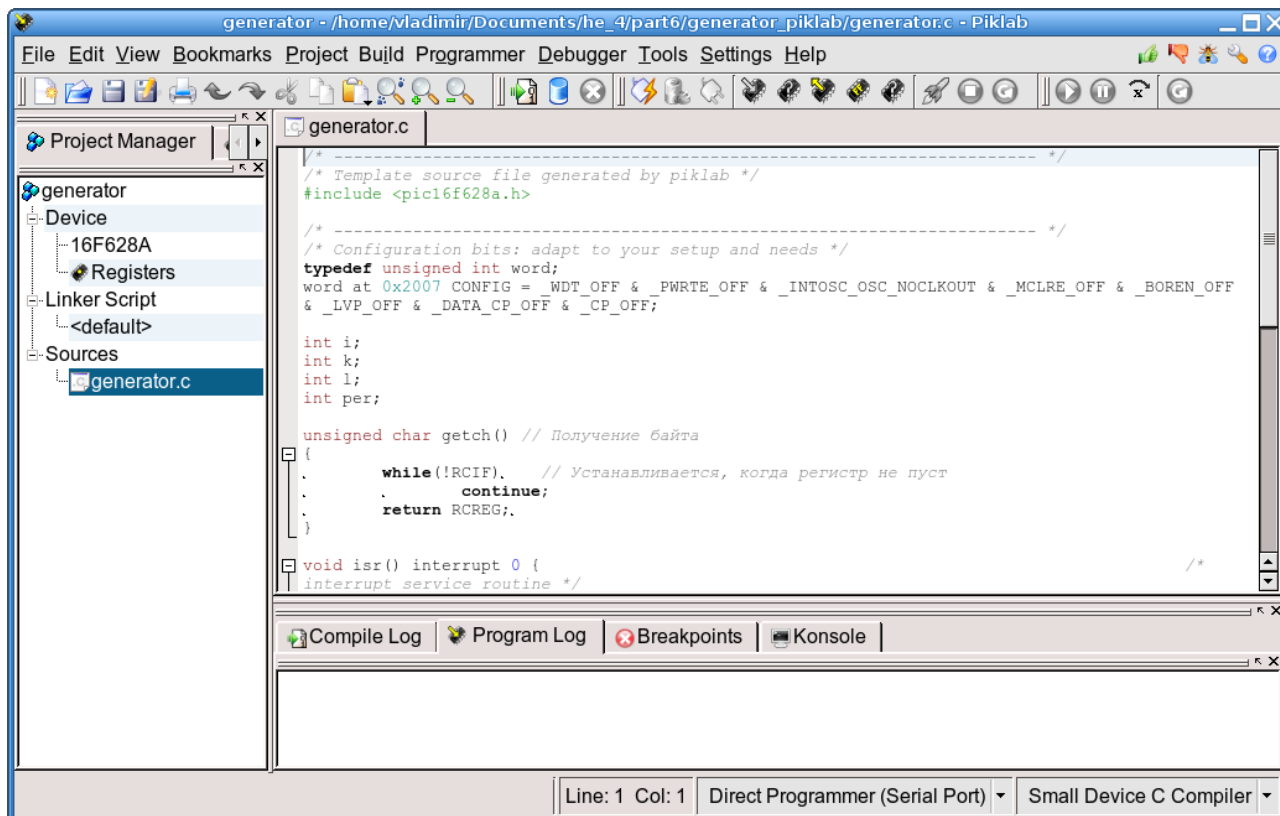 generator - /home/vladimir/Documents/he_4/part6/generator_piklab/generator.c - Piklab
File Edit View Bookmarks Project Build Programmer Debugger Tools Settings Help
Project Manager
generator
Device
16F628A
Registers
Linker Script
<default>
Sources
generator.c
generator.c
/* ----------------------------------------------------------------------- */
/* Template source file generated by piklab */
#include <pic16f628a.h>
/* ----------------------------------------------------------------------- */
/* Configuration bits: adapt to your setup and needs */
typedef unsigned int word;
word at 0x2007 CONFIG = _WDT_OFF & _PWRTE_OFF & _INTOSC_OSC_NOCLKOUT & _MCLRE_OFF & _BOREN_OFF
& _LVP_OFF & _DATA_CP_OFF & _CP_OFF;
int i;
int k;
int l;
int per;
unsigned char getch() // Получение байта
{
while(!RCIF) // Устанавливается, когда регистр не пуст
continue;
return RCREG;
}
void isr() interrupt 0 { /*
interrupt service routine */
Compile Log
Program Log
Breakpoints
Konsole
Line: 1 Col: 1
Direct Programmer (Serial Port)
Small Device C Compiler